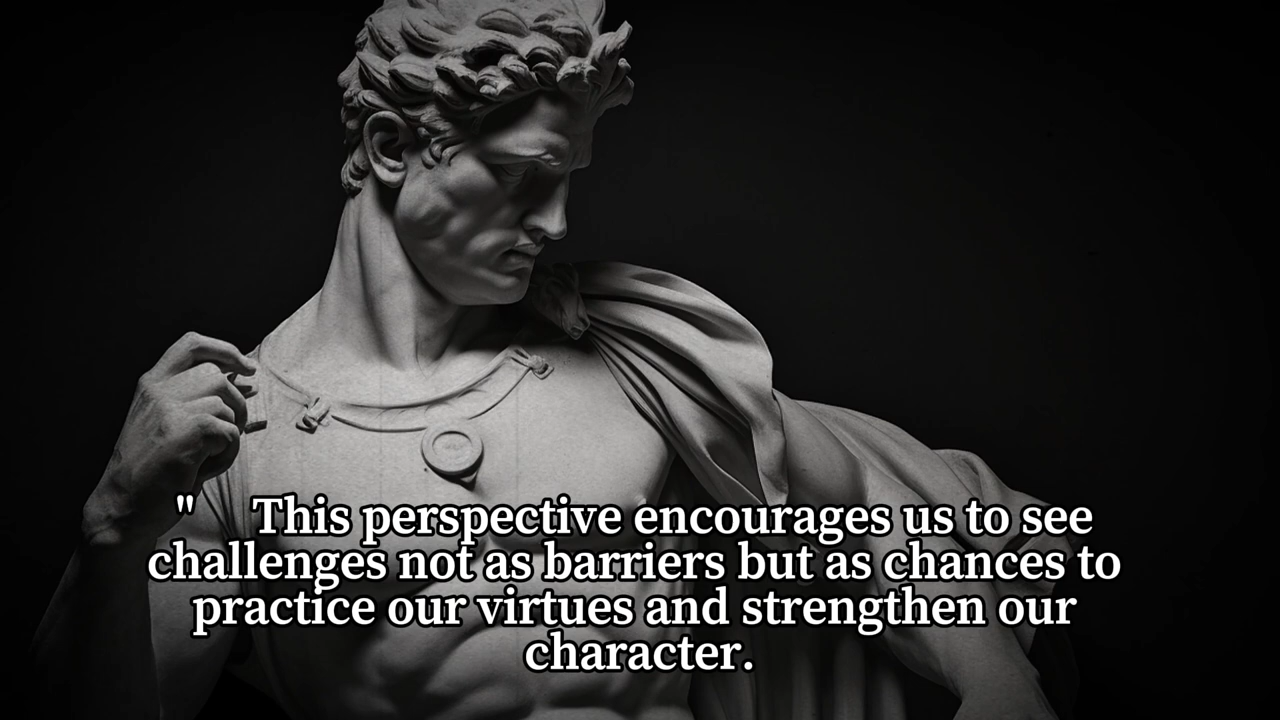 " This perspective encourages us to see
challenges not as barriers but as chances to
practice our virtues and strengthen our
character.